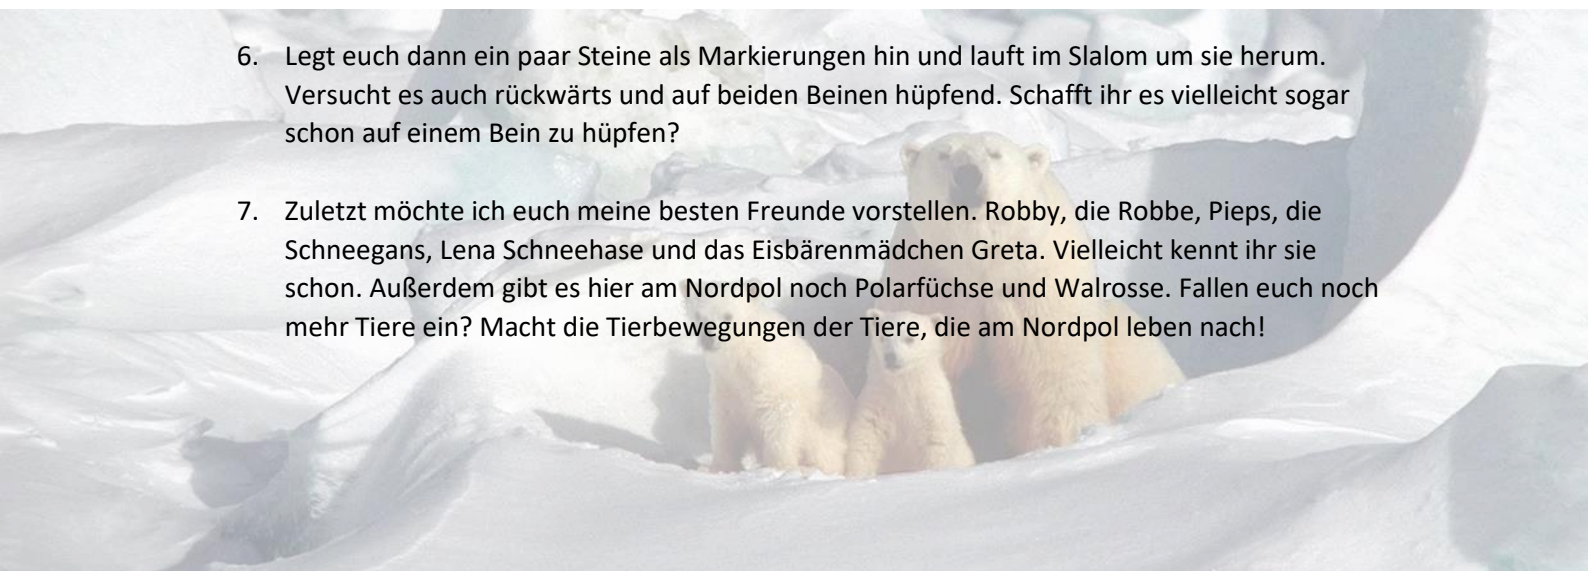 6. Legt euch dann ein paar Steine als Markierungen hin und lauft im Slalom um sie herum.
Versucht es auch rückwärts und auf beiden Beinen hüpfend. Schafft ihr es vielleicht sogar
schon auf einem Bein zu hüpfen?
7. Zuletzt möchte ich euch meine besten Freunde vorstellen. Robby, die Robbe, Pieps, die
Schneegans, Lena Schneehase und das Eisbärenmädchen Greta. Vielleicht kennt ihr sie
schon. Außerdem gibt es hier am Nordpol noch Polarfüchse und Walrosse. Fallen euch noch
mehr Tiere ein? Macht die Tierbewegungen der Tiere, die am Nordpol leben nach!